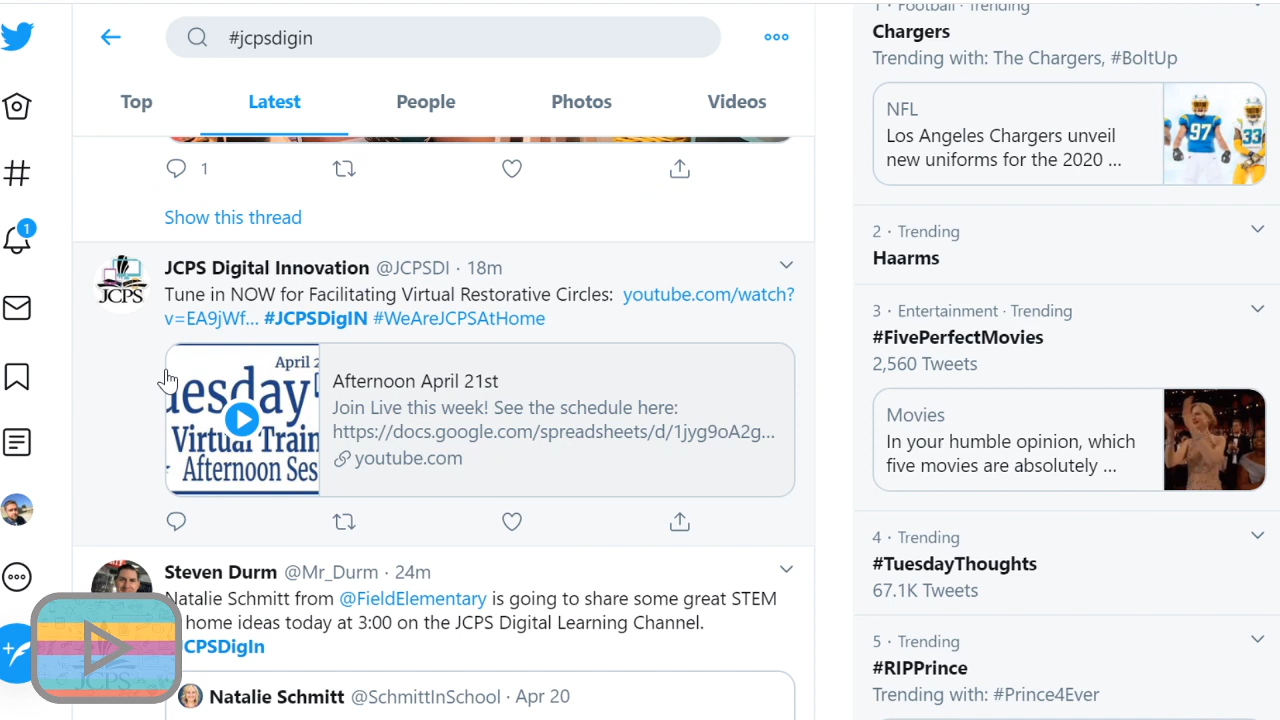 #jcpsdigin
Top
Latest
People
Photos
Videos
1
Show this thread
JCPS Digital Innovation @JCPSDI · 18m
Tune in NOW for Facilitating Virtual Restorative Circles: youtube.com/watch?
v=EA9jWf... #JCPSDigIN #WeAreJCPSAtHome
JCPS
April 2
uesday
Virtual Train
Afternoon Ses
Afternoon April 21st
Join Live this week! See the schedule here:
https://docs.google.com/spreadsheets/d/1jyg9oA2g...
youtube.com
Steven Durm @Mr_Durm · 24m
Natalie Schmitt from @FieldElementary is going to share some great STEM
home ideas today at 3:00 on the JCPS Digital Learning Channel.
CPSDigIn
Natalie Schmitt @SchmittInSchool · Apr 20
JCPS
1
1 · Football · Trending
Chargers
Trending with: The Chargers, #BoltUp
NFL
Los Angeles Chargers unveil
new uniforms for the 2020 ...
97
33
2 · Trending
Haarms
3 · Entertainment · Trending
#FivePerfectMovies
2,560 Tweets
Movies
In your humble opinion, which
five movies are absolutely ...
4 · Trending
#TuesdayThoughts
67.1K Tweets
5 · Trending
#RIPPrince
Trending with: #Prince4Ever